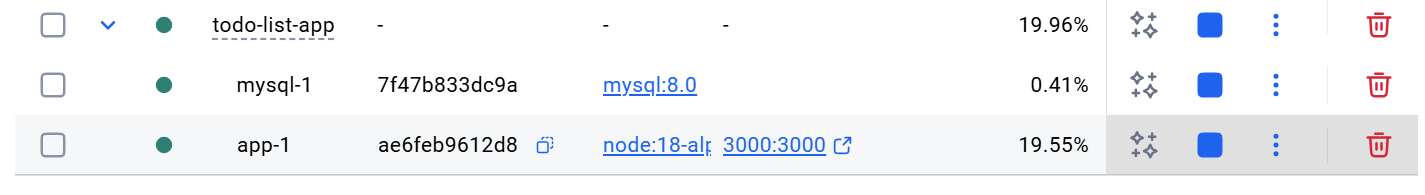 todo-list-app - - - 19.96%
mysql-1 7f47b833dc9a mysql:8.0 0.41%
app-1 ae6feb9612d8 node:18-alp 3000:3000 19.55%